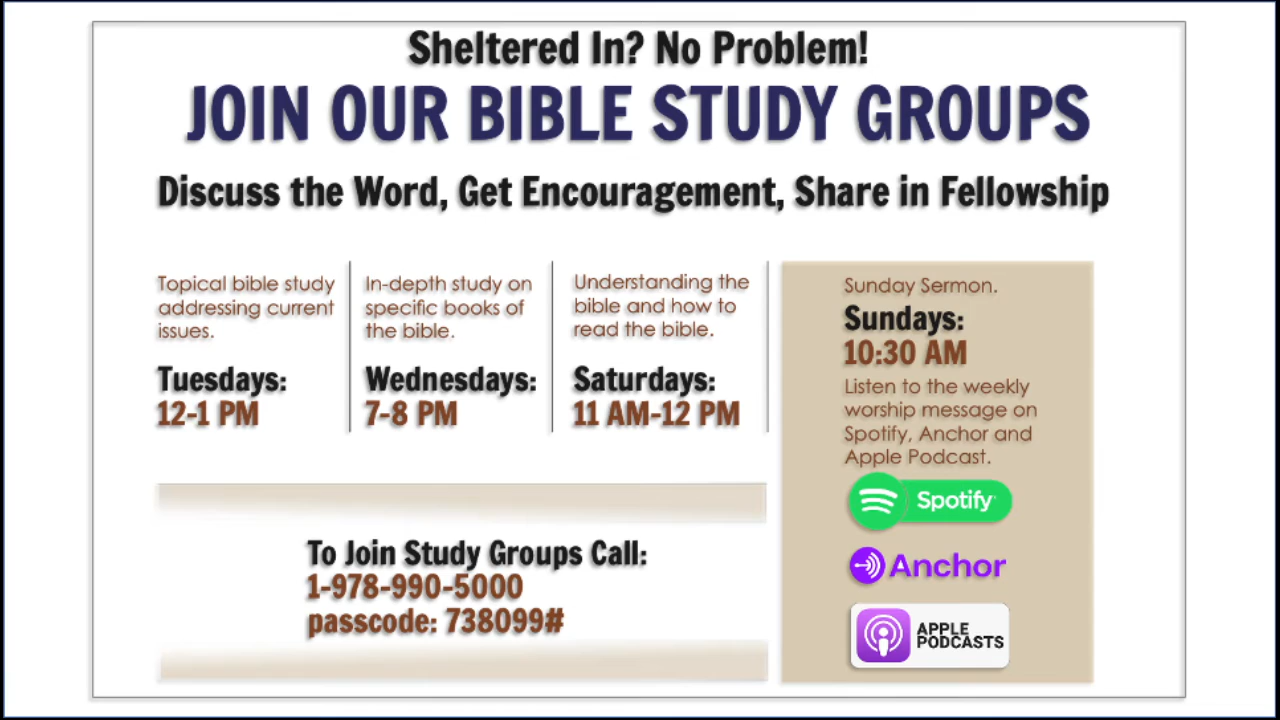 Sheltered In? No Problem!
JOIN OUR BIBLE STUDY GROUPS
Discuss the Word, Get Encouragement, Share in Fellowship
Topical bible study
addressing current
issues.
Tuesdays:
12-1 PM
In-depth study on
specific books of
the bible.
Wednesdays:
7-8 PM
Understanding the
bible and how to
read the bible.
Saturdays:
11 AM-12 PM
Sunday Sermon.
Sundays:
10:30 AM
Listen to the weekly
worship message on
Spotify, Anchor and
Apple Podcast.
Spotify
Anchor
APPLE
PODCASTS
To Join Study Groups Call:
1-978-990-5000
passcode: 738099#